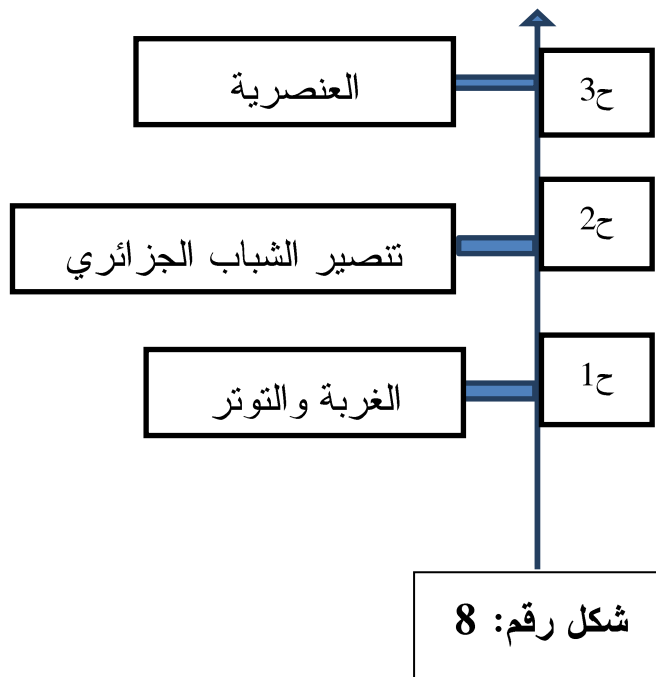 ح3
العنصرية
ح2
تنصير الشباب الجزائري
ح1
الغربة والتوتر
شكل رقم: 8